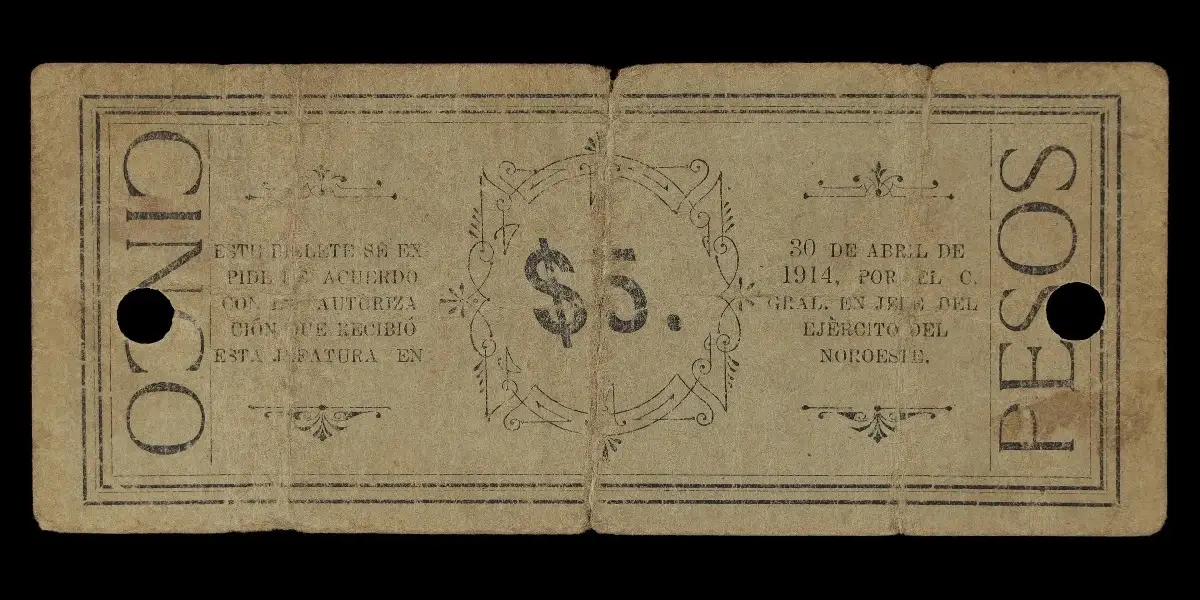 CINCO
ESTE BILLETE SE EX-
PIDE DE ACUERDO
CON LA AUTORIZA
CIÓN QUE RECIBIÓ
ESTA JEFATURA EN
$5.
30 DE ABRIL DE
1914, POR EL C.
GRAL. EN JEFE DEL
EJÈRCITO DEL
NOROESTE.
PESOS